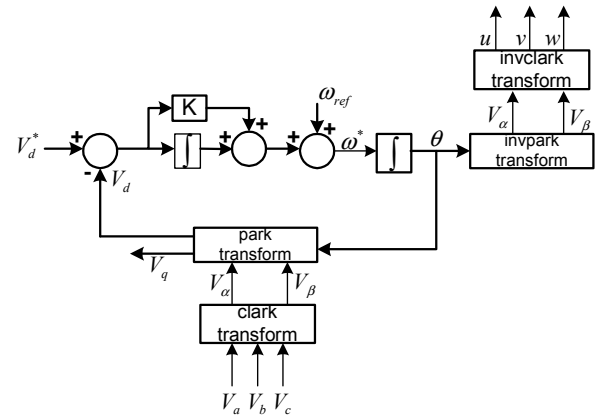 u v w
invclark
transform
V_α V_β
invpark
transform
ω_ref
K
V_d^* + - ∫ + + + + ω^* ∫ θ
V_d
park
transform
V_q
V_α V_β
clark
transform
V_a V_b V_c